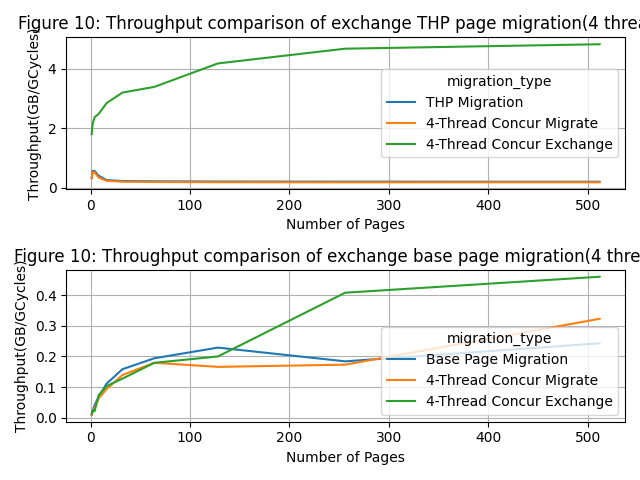 Figure 10: Throughput comparison of exchange THP page migration(4 threa
Throughput(GB/GCycles)
4
2
0
migration_type
THP Migration
4-Thread Concur Migrate
4-Thread Concur Exchange
0 100 200 300 400 500
Number of Pages
Figure 10: Throughput comparison of exchange base page migration(4 threa
Throughput(GB/GCycles)
0.4
0.3
0.2
0.1
0.0
migration_type
Base Page Migration
4-Thread Concur Migrate
4-Thread Concur Exchange
0 100 200 300 400 500
Number of Pages